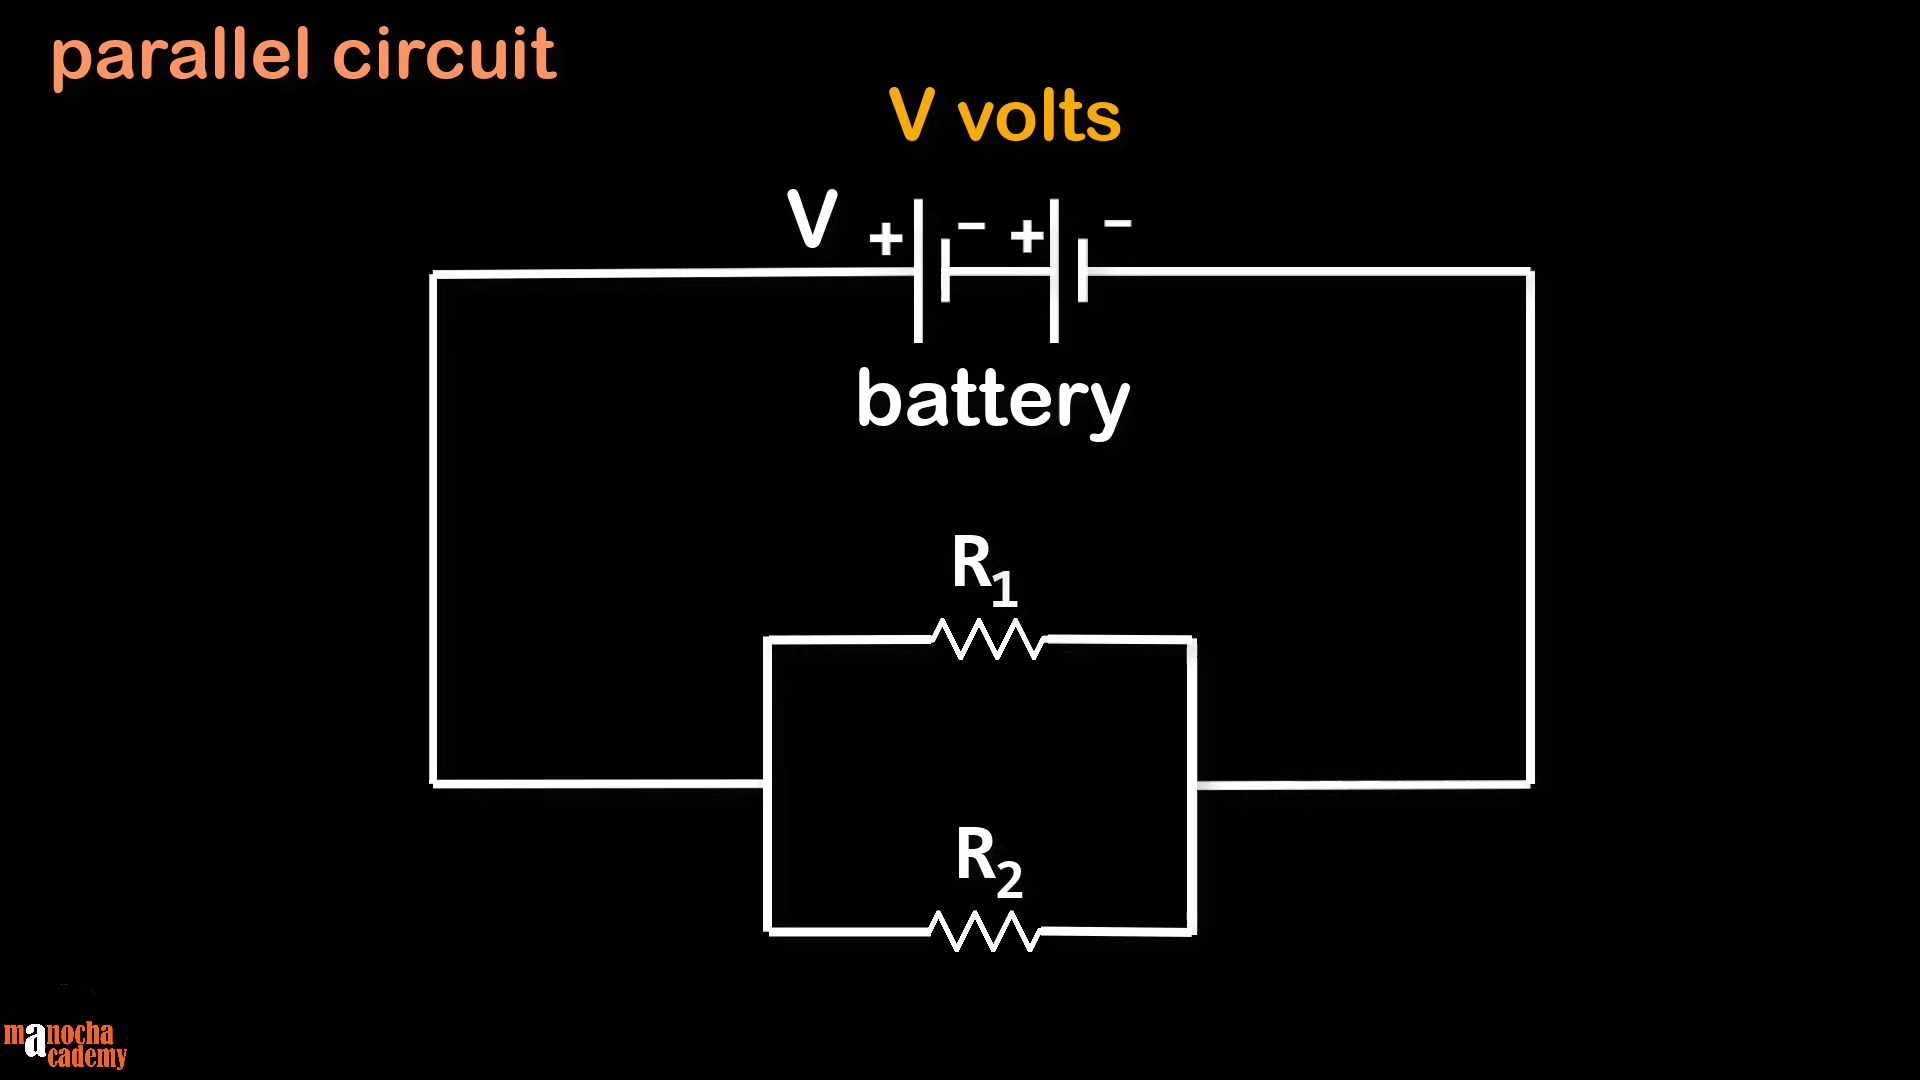 parallel circuit
V volts
V + − + −
battery
R1
R2
manocha
academy